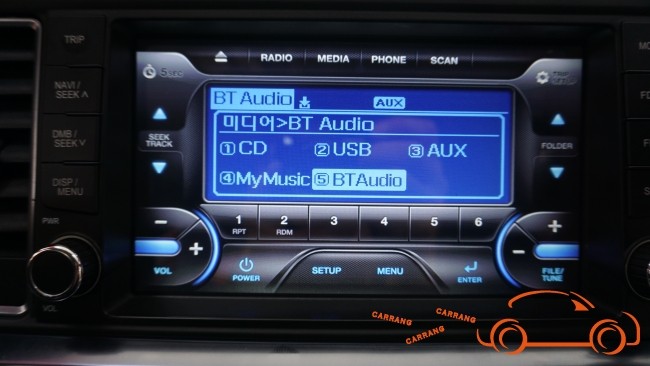 TRIP
NAVI/
SEEK ∧
DMB/
SEEK ∨
DISP/
MENU
PWR
VOL
RADIO MEDIA PHONE SCAN
5 sec
BT Audio AUX
미디어>BT Audio
①CD ②USB ③AUX
④MyMusic ⑤BTAudio
SEEK
TRACK
FOLDER
1 2 3 4 5 6
RPT RDM
− + VOL
+ − FILE/
TUNE
POWER SETUP MENU ENTER
CARRANG CARRANG
CARRANG